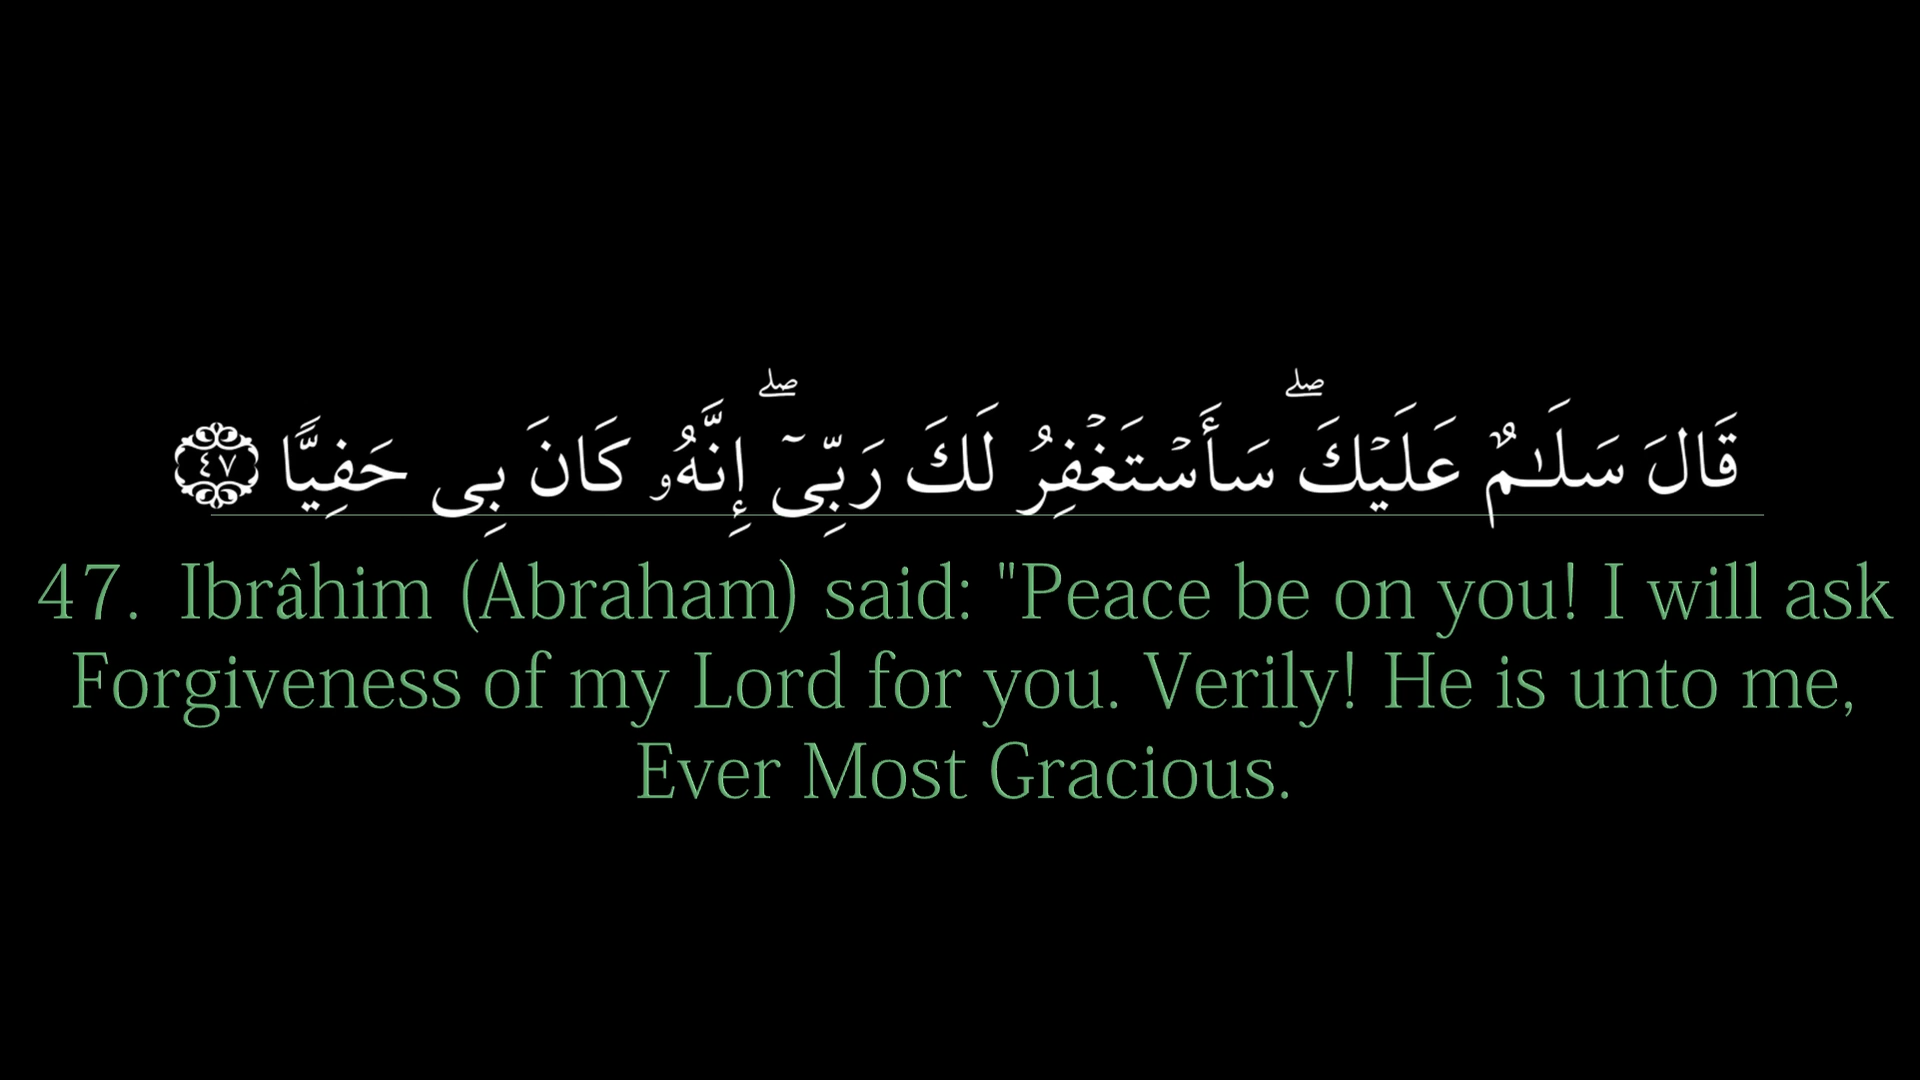 قَالَ سَلَـٰمٌ عَلَيْكَ ۖ سَأَسْتَغْفِرُ لَكَ رَبِّىٓ ۖ إِنَّهُۥ كَانَ بِى حَفِيًّا ٤٧
47. Ibrâhim (Abraham) said: "Peace be on you! I will ask
Forgiveness of my Lord for you. Verily! He is unto me,
Ever Most Gracious.